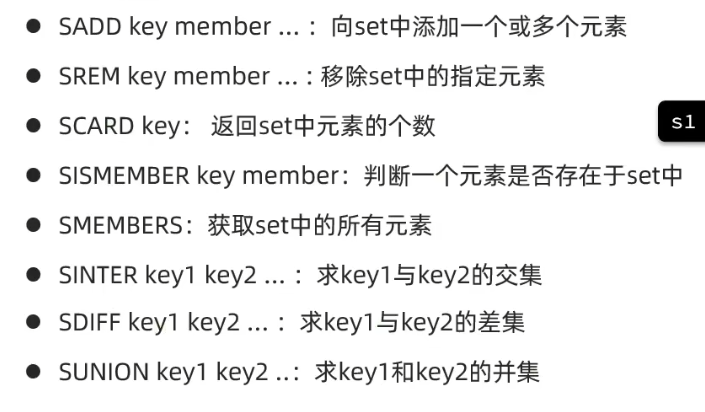 ● SADD key member ... ：向set中添加一个或多个元素
● SREM key member ... : 移除set中的指定元素
● SCARD key： 返回set中元素的个数
s1
● SISMEMBER key member：判断一个元素是否存在于set中
● SMEMBERS：获取set中的所有元素
● SINTER key1 key2 ... ：求key1与key2的交集
● SDIFF key1 key2 ... ：求key1与key2的差集
● SUNION key1 key2 ..：求key1和key2的并集